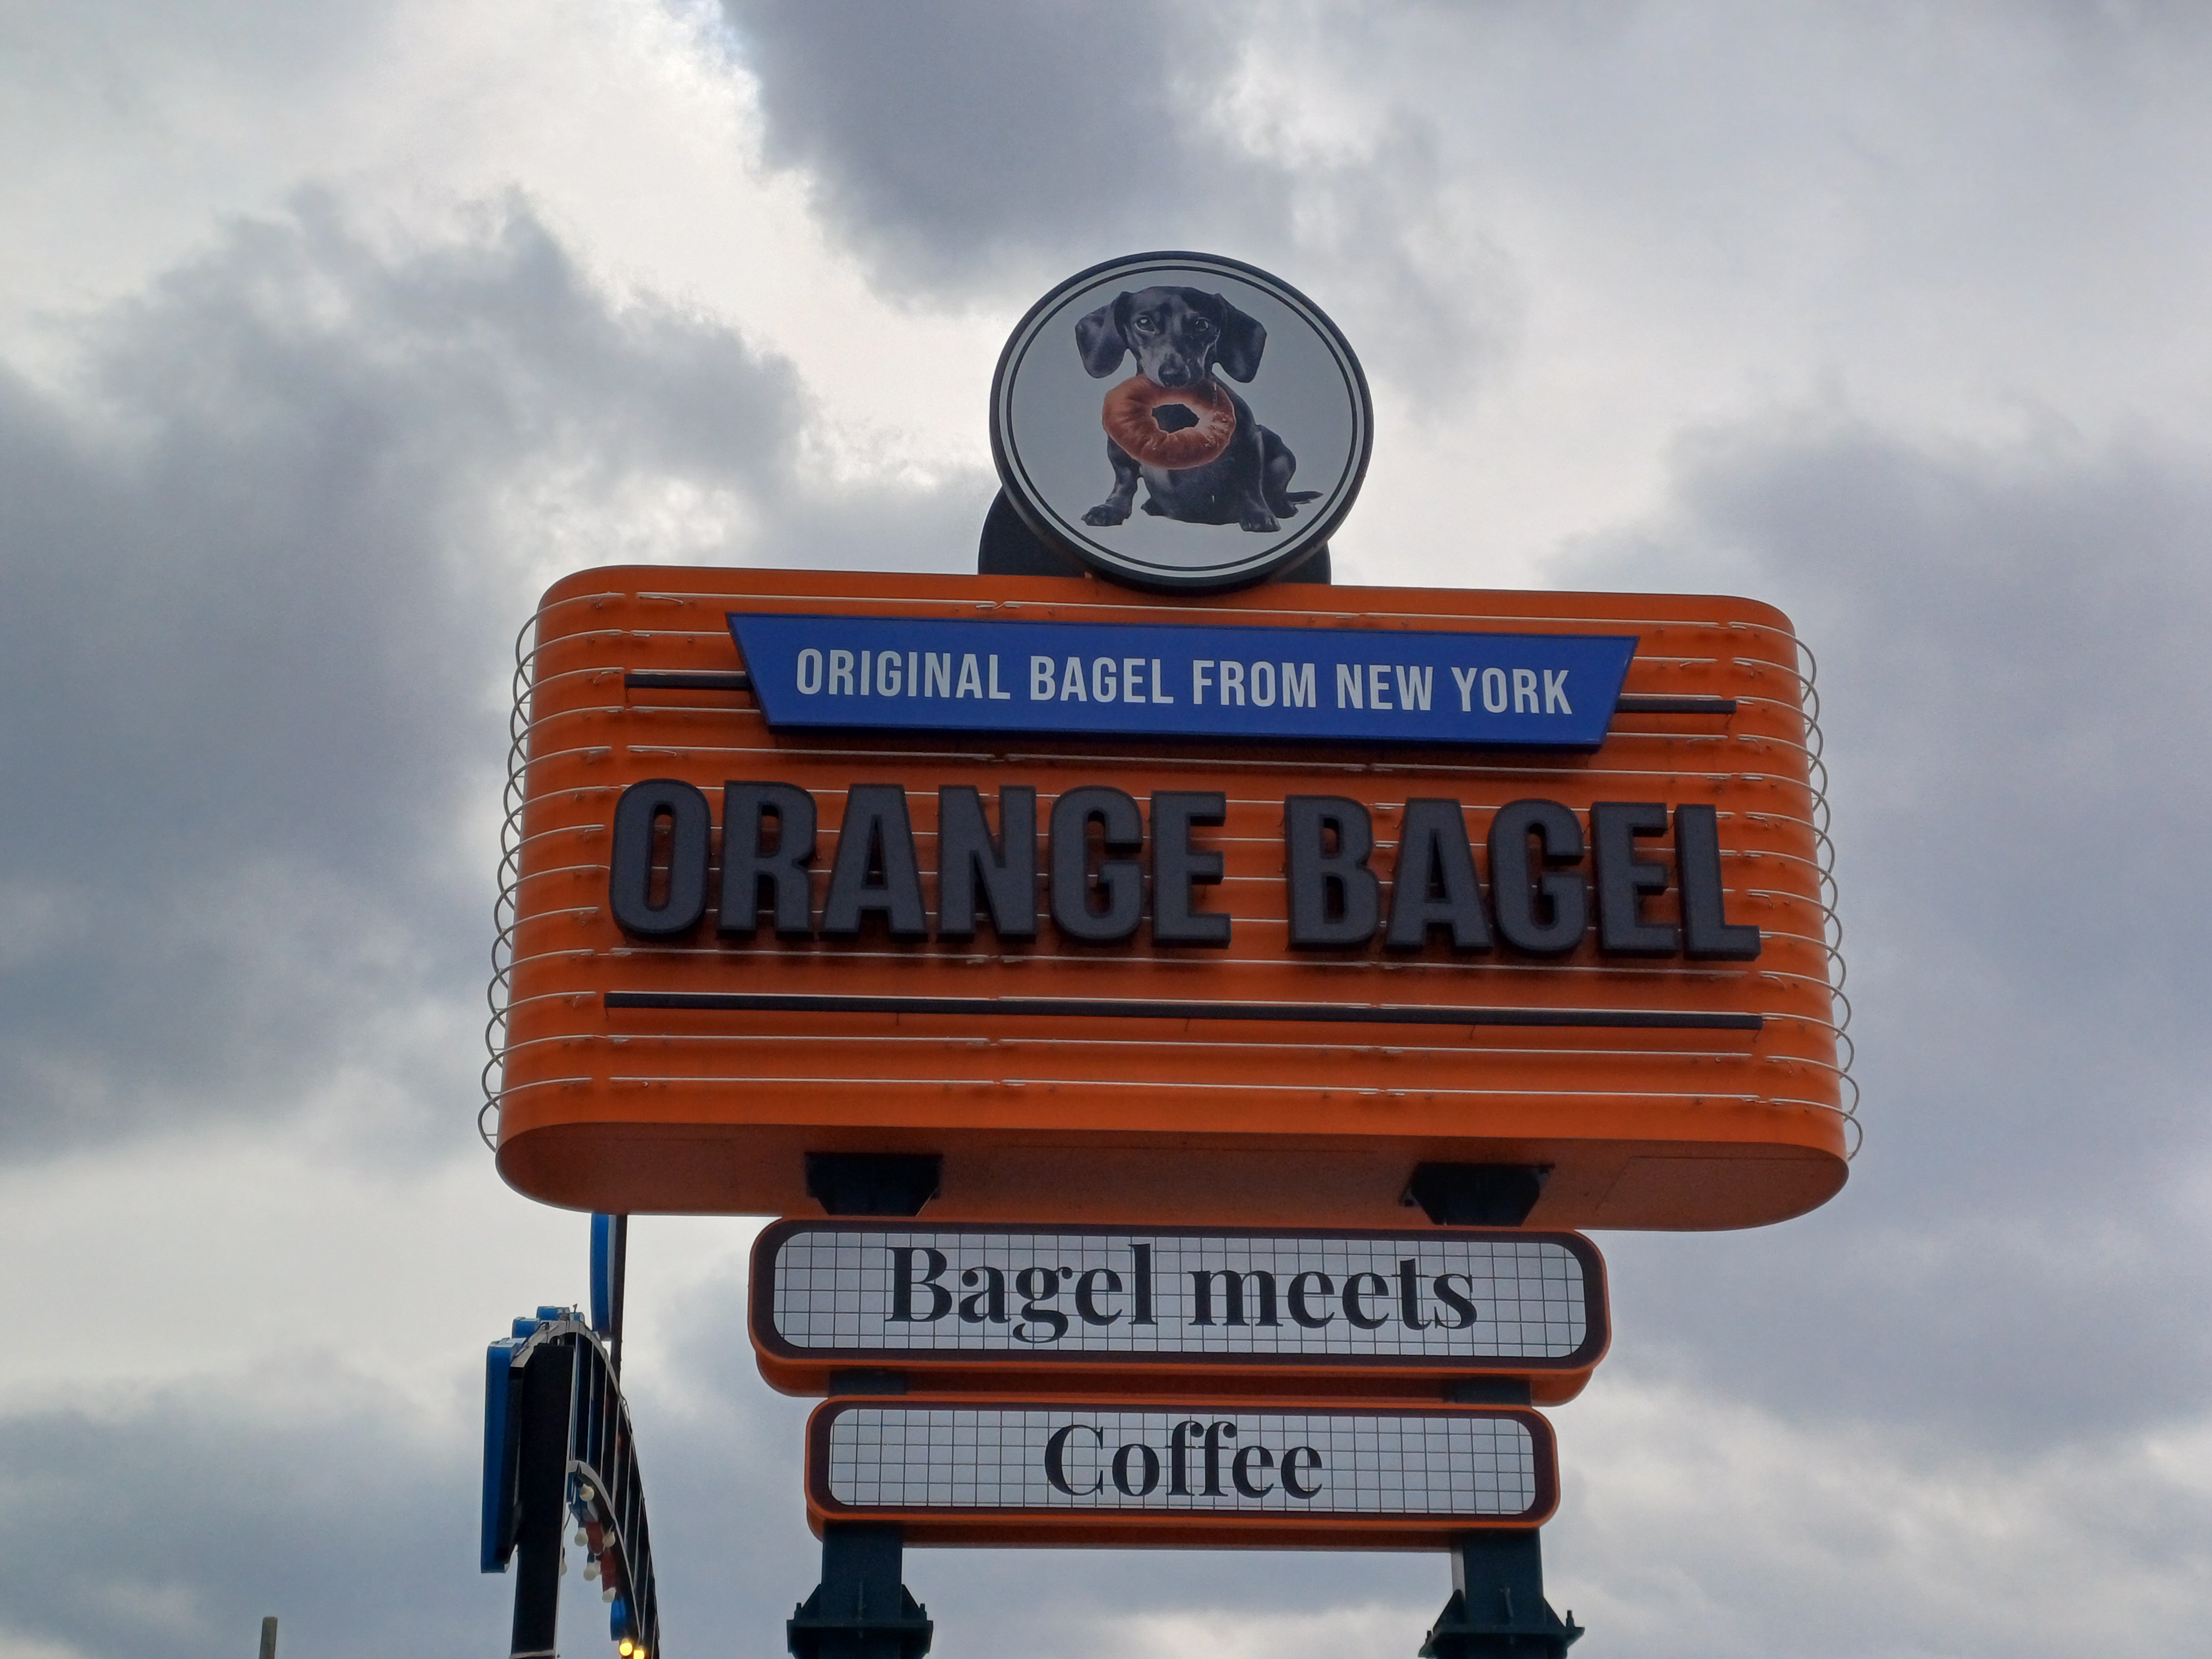 ORIGINAL BAGEL FROM NEW YORK
ORANGE BAGEL
Bagel meets
Coffee